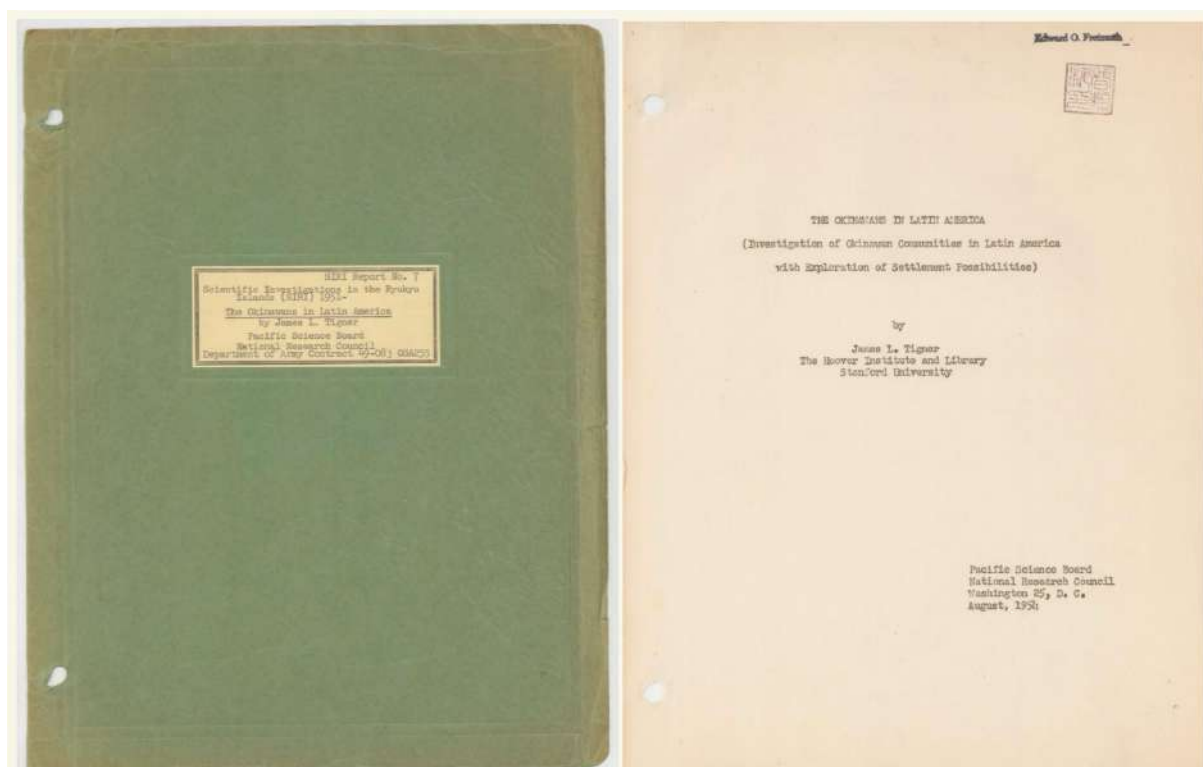 SIRI Report No. 7
Scientific Investigations in the Ryukyu
Islands (SIRI) 1951-
The Okinawans in Latin America
by James L. Tigner
Pacific Science Board
National Research Council
Department of Army Contract 49-083
Edward O. Freimuth
THE OKINAWANS IN LATIN AMERICA
(Investigation of Okinawan Communities in Latin America
with Exploration of Settlement Possibilities)
by
James L. Tigner
The Hoover Institute and Library
Stanford University
Pacific Science Board
National Research Council
Washington 25, D. C.
August, 1954